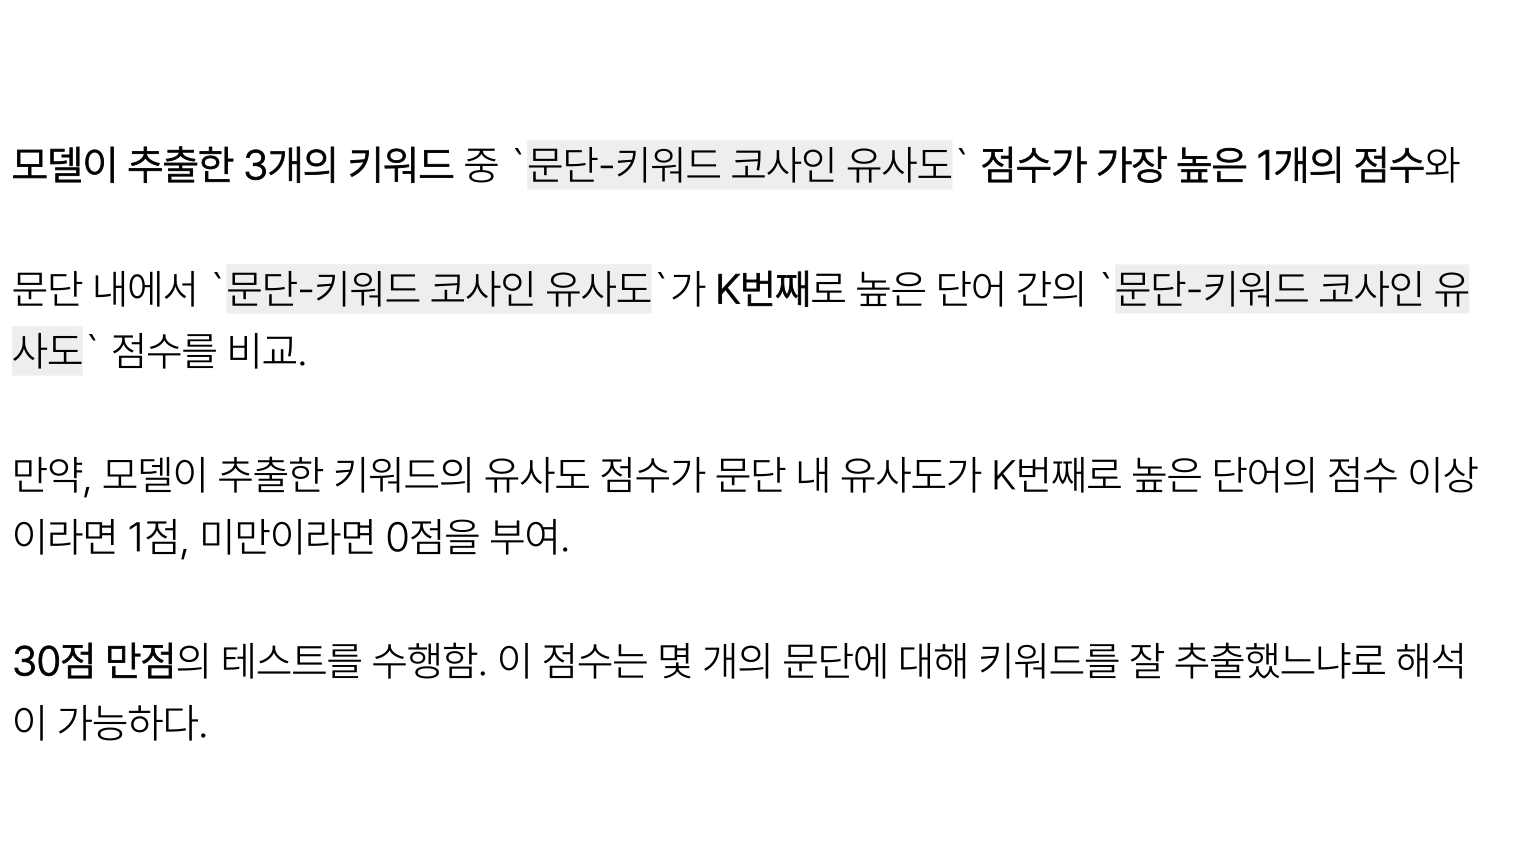 모델이 추출한 3개의 키워드 중 `문단-키워드 코사인 유사도` 점수가 가장 높은 1개의 점수와
문단 내에서 `문단-키워드 코사인 유사도`가 K번째로 높은 단어 간의 `문단-키워드 코사인 유
사도` 점수를 비교.
만약, 모델이 추출한 키워드의 유사도 점수가 문단 내 유사도가 K번째로 높은 단어의 점수 이상
이라면 1점, 미만이라면 0점을 부여.
30점 만점의 테스트를 수행함. 이 점수는 몇 개의 문단에 대해 키워드를 잘 추출했느냐로 해석
이 가능하다.